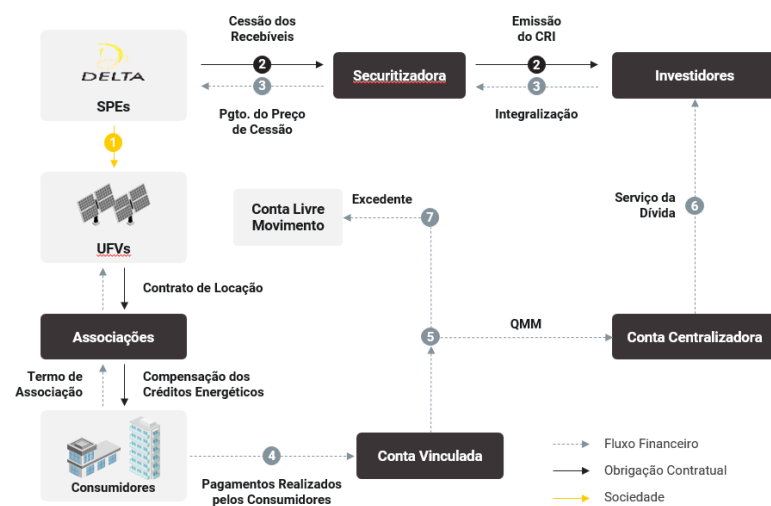 DELTA
SPEs
Cessão dos
Recebíveis
2
3
Pgto. do Preço
de Cessão
Securitizadora
Emissão
do CRI
2
3
Integralização
Investidores
1
UFVs
Contrato de Locação
Associações
Termo de
Associação
Compensação dos
Créditos Energéticos
Consumidores
4
Pagamentos Realizados
pelos Consumidores
Conta Vinculada
5
7
Excedente
Conta Livre
Movimento
QMM
Conta Centralizadora
6
Serviço da
Dívida
Fluxo Financeiro
Obrigação Contratual
Sociedade